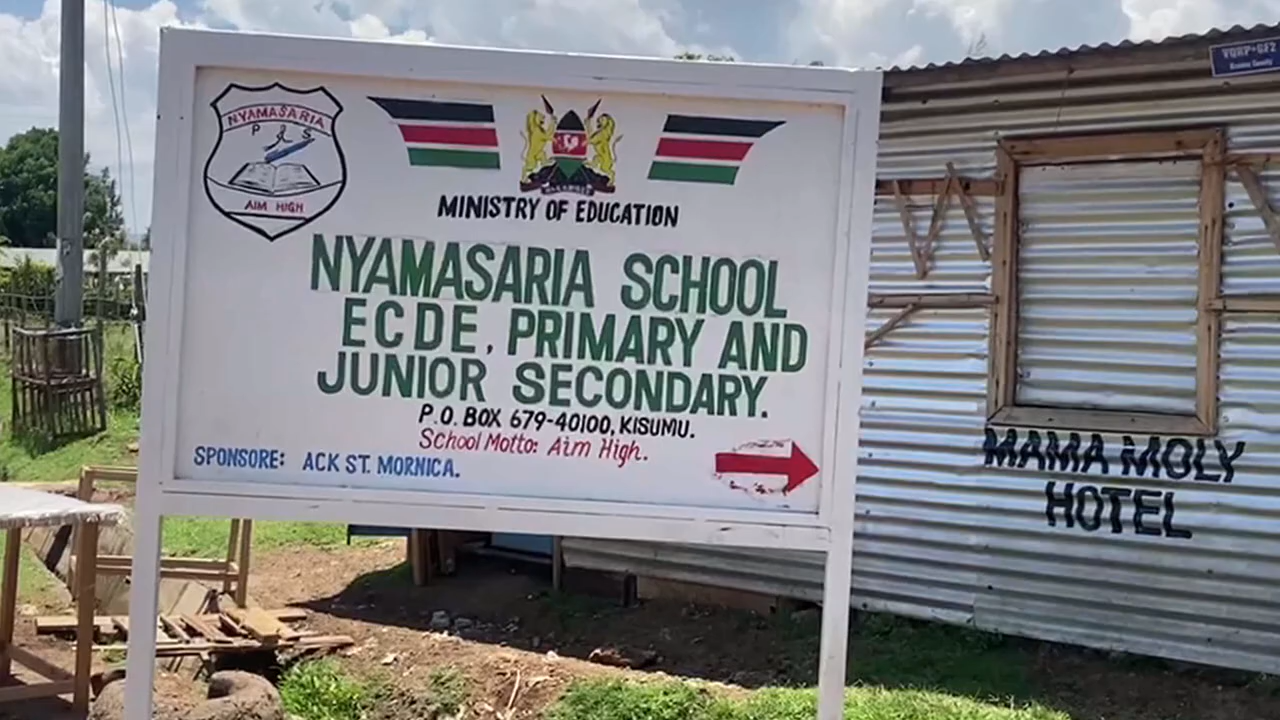 NYAMASARIA
P & S
AIM HIGH
MINISTRY OF EDUCATION
NYAMASARIA SCHOOL
ECDE, PRIMARY AND
JUNIOR SECONDARY.
P.O. BOX 679-40100, KISUMU.
School Motto: Aim High.
SPONSORE: ACK ST. MORNICA.
MAMA MOLY
HOTEL